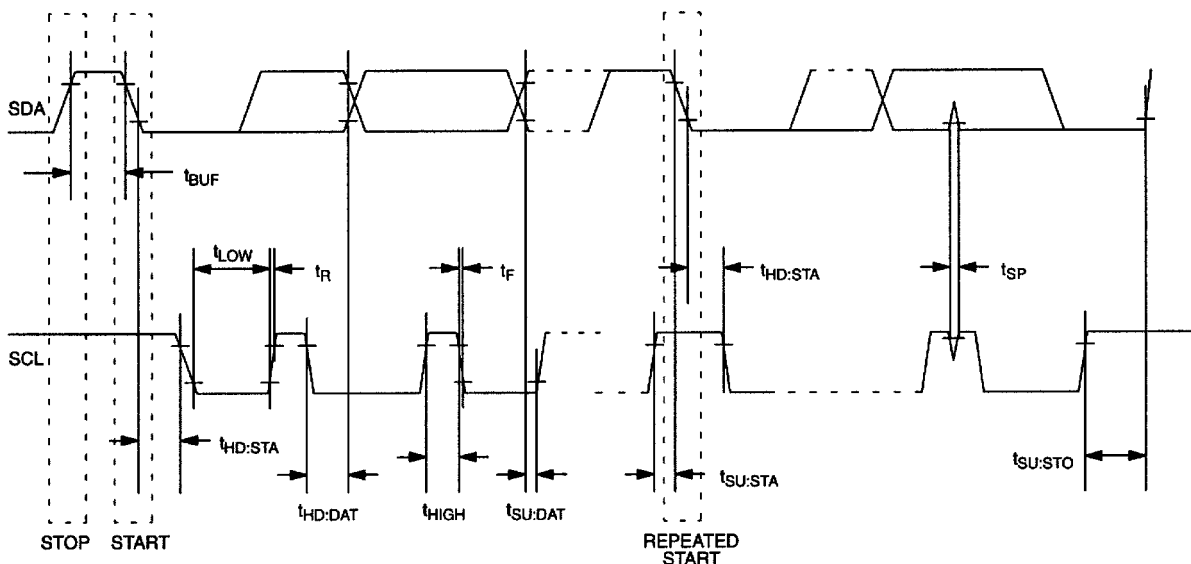 SDA
tBUF
tLOW
tR
tF
tHD:STA
tSP
SCL
tHD:STA
tSU:STA
tSU:STO
tHD:DAT
tHIGH
tSU:DAT
STOP
START
REPEATED
START